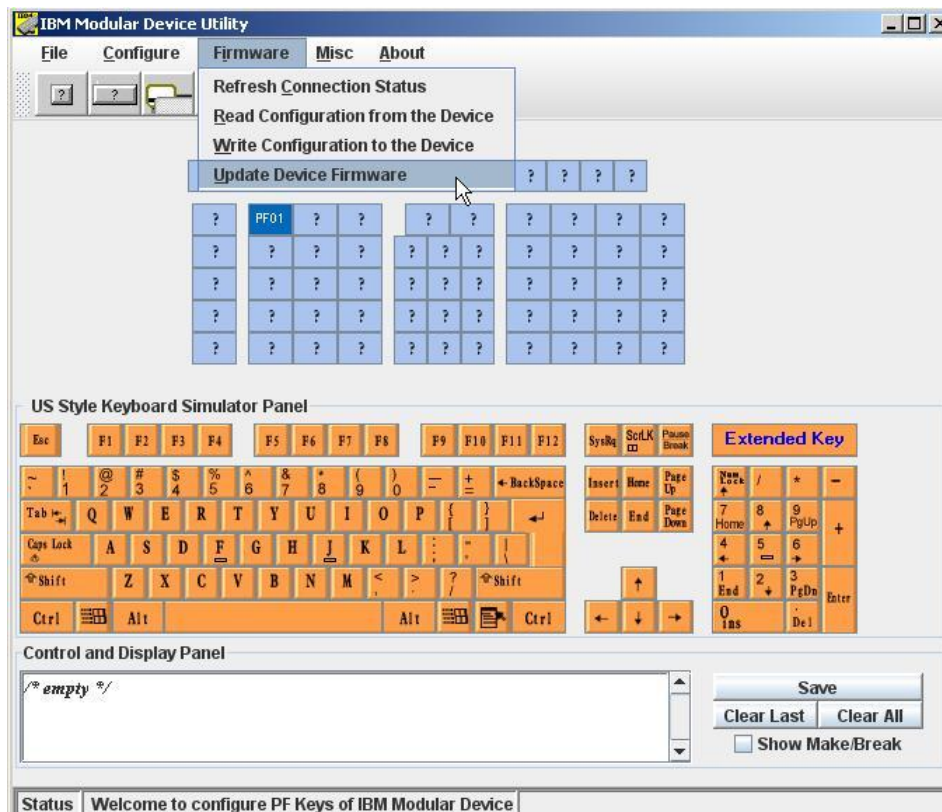 IBM Modular Device Utility
File Configure Firmware Misc About
Refresh Connection Status
Read Configuration from the Device
Write Configuration to the Device
Update Device Firmware
? ? ?
? ? ? ?
? PF01 ? ? ? ? ? ? ? ?
? ? ? ? ? ? ? ? ? ? ?
? ? ? ? ? ? ? ? ? ? ?
? ? ? ? ? ? ? ? ? ? ?
? ? ? ? ? ? ? ? ? ? ?
US Style Keyboard Simulator Panel
Esc F1 F2 F3 F4 F5 F6 F7 F8 F9 F10 F11 F12 SysRq ScrLK Pause Break Extended Key
~ ` ! 1 @ 2 # 3 $ 4 % 5 ^ 6 & 7 * 8 ( 9 ) 0 _ - + = BackSpace Insert Home Page Up Num Lock / * -
Tab Q W E R T Y U I O P { [ } ] Delete End Page Down 7 Home 8 9 PgUp +
Caps Lock A S D F G H J K L : ; " ' | \ 4 5 6
Shift Z X C V B N M < , > . ? / Shift 1 End 2 3 PgDn Enter
Ctrl Alt Alt Ctrl 0 ins . Del
Control and Display Panel
/* empty */
Save
Clear Last Clear All
Show Make/Break
Status Welcome to configure PF Keys of IBM Modular Device